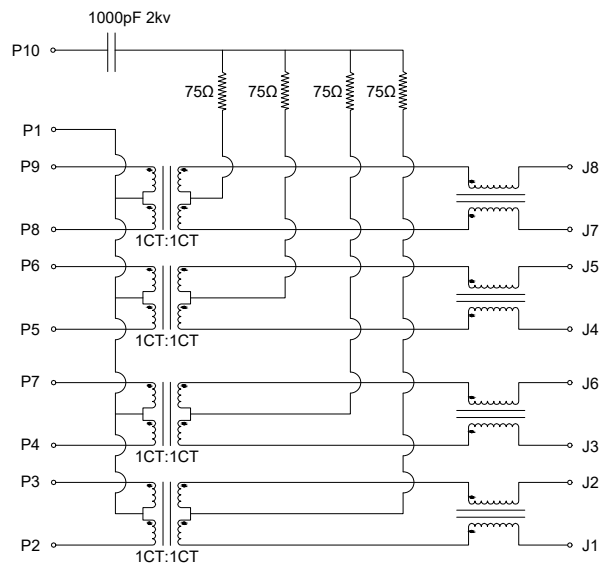 1000pF 2kv
P10
75Ω 75Ω 75Ω 75Ω
P1
P9 J8
P8 J7
1CT:1CT
P6 J5
P5 J4
1CT:1CT
P7 J6
P4 J3
1CT:1CT
P3 J2
P2 J1
1CT:1CT